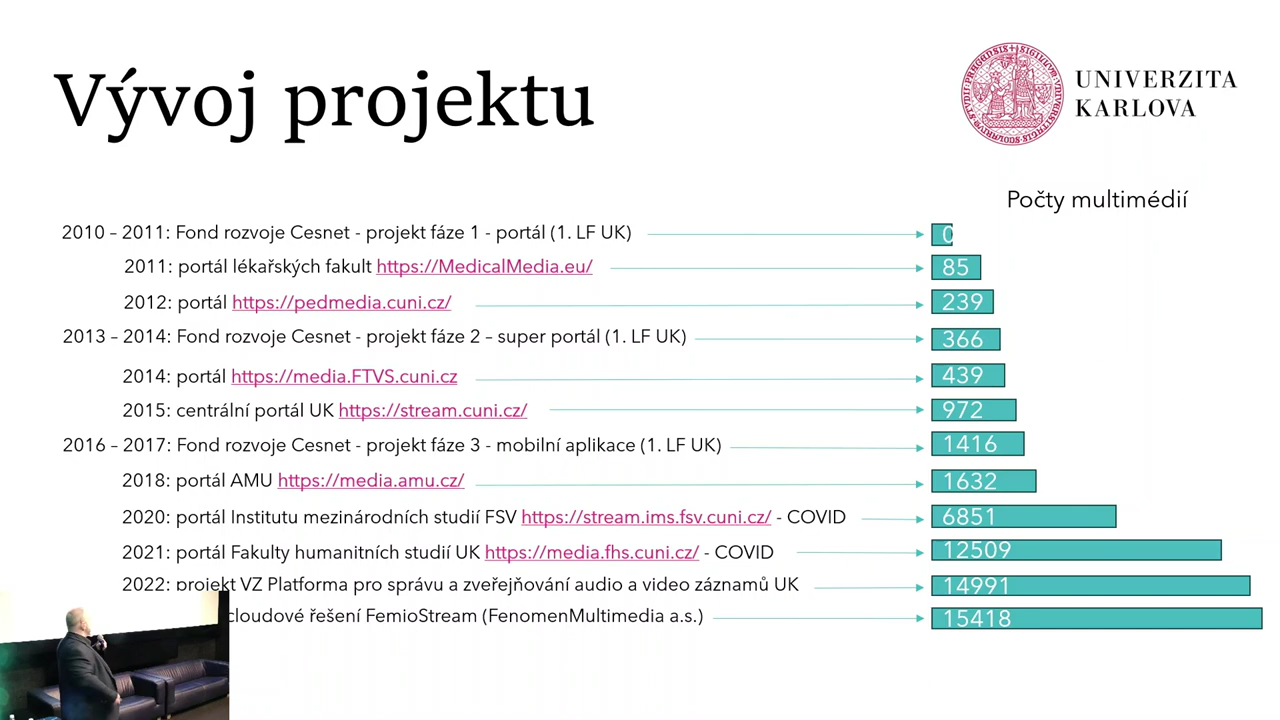 Vývoj projektu
UNIVERZITA
KARLOVA
Počty multimédií
2010 – 2011: Fond rozvoje Cesnet - projekt fáze 1 - portál (1. LF UK) 0
2011: portál lékařských fakult https://MedicalMedia.eu/ 85
2012: portál https://pedmedia.cuni.cz/ 239
2013 – 2014: Fond rozvoje Cesnet - projekt fáze 2 – super portál (1. LF UK) 366
2014: portál https://media.FTVS.cuni.cz 439
2015: centrální portál UK https://stream.cuni.cz/ 972
2016 – 2017: Fond rozvoje Cesnet - projekt fáze 3 - mobilní aplikace (1. LF UK) 1416
2018: portál AMU https://media.amu.cz/ 1632
2020: portál Institutu mezinárodních studií FSV https://stream.ims.fsv.cuni.cz/ - COVID 6851
2021: portál Fakulty humanitních studií UK https://media.fhs.cuni.cz/ - COVID 12509
2022: projekt VZ Platforma pro správu a zveřejňování audio a video záznamů UK 14991
cloudové řešení FemioStream (FenomenMultimedia a.s.) 15418